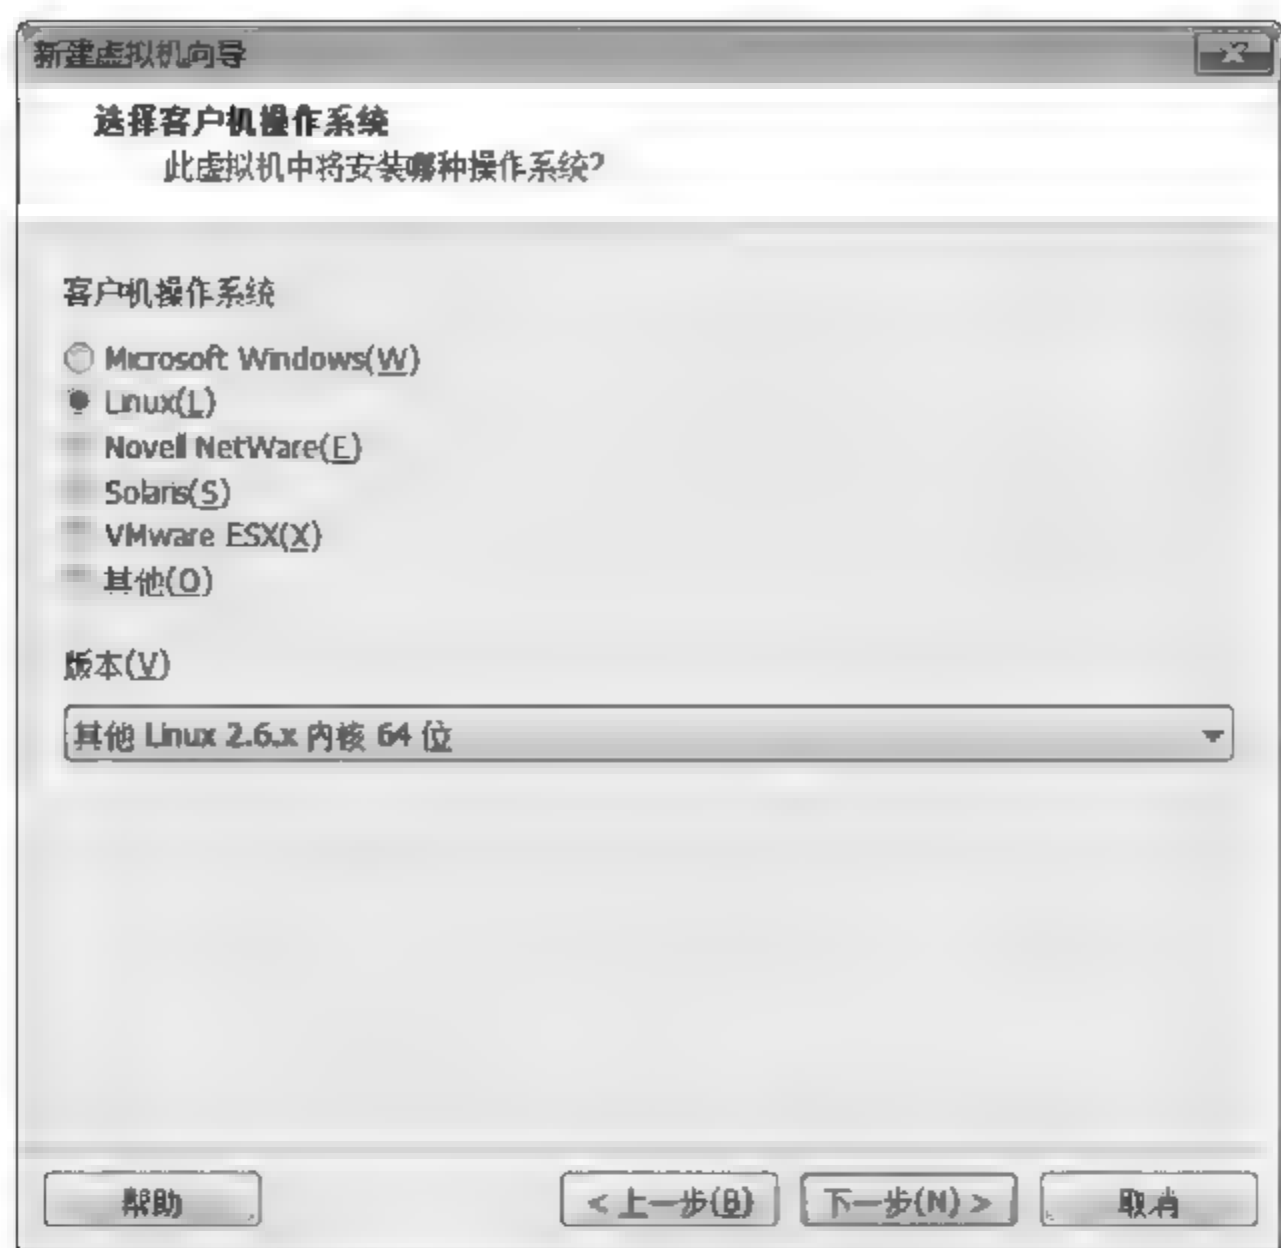 新建虚拟机向导
选择客户机操作系统
此虚拟机中将安装哪种操作系统?
客户机操作系统
Microsoft Windows(W)
Linux(L)
Novell NetWare(E)
Solaris(S)
VMware ESX(X)
其他(O)
版本(V)
其他 Linux 2.6.x 内核 64 位
帮助
< 上一步(B)
下一步(N) >
取消